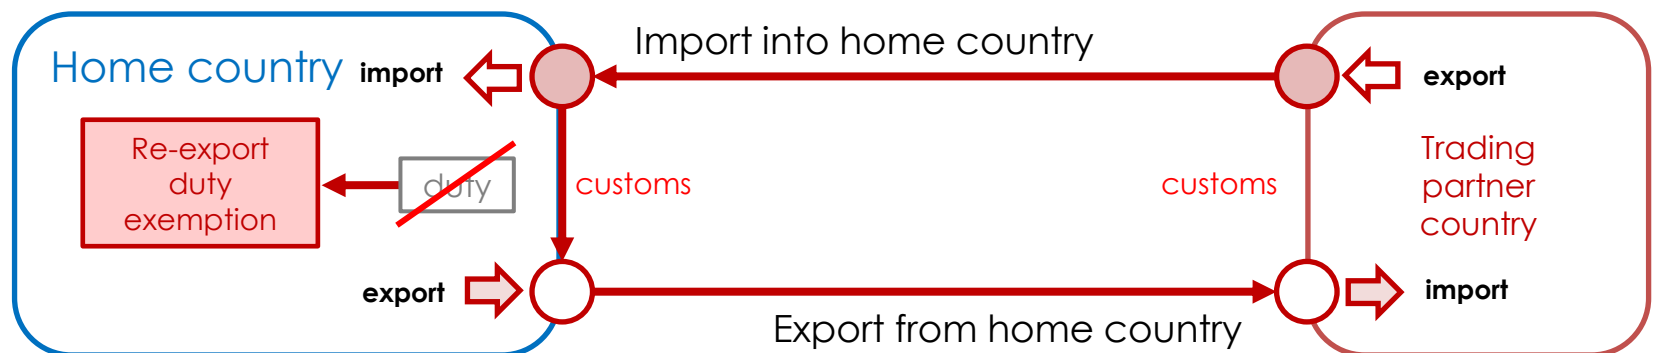 Import into home country
Home country
import
export
Re-export
duty
exemption
duty
customs
customs
Trading
partner
country
export
import
Export from home country